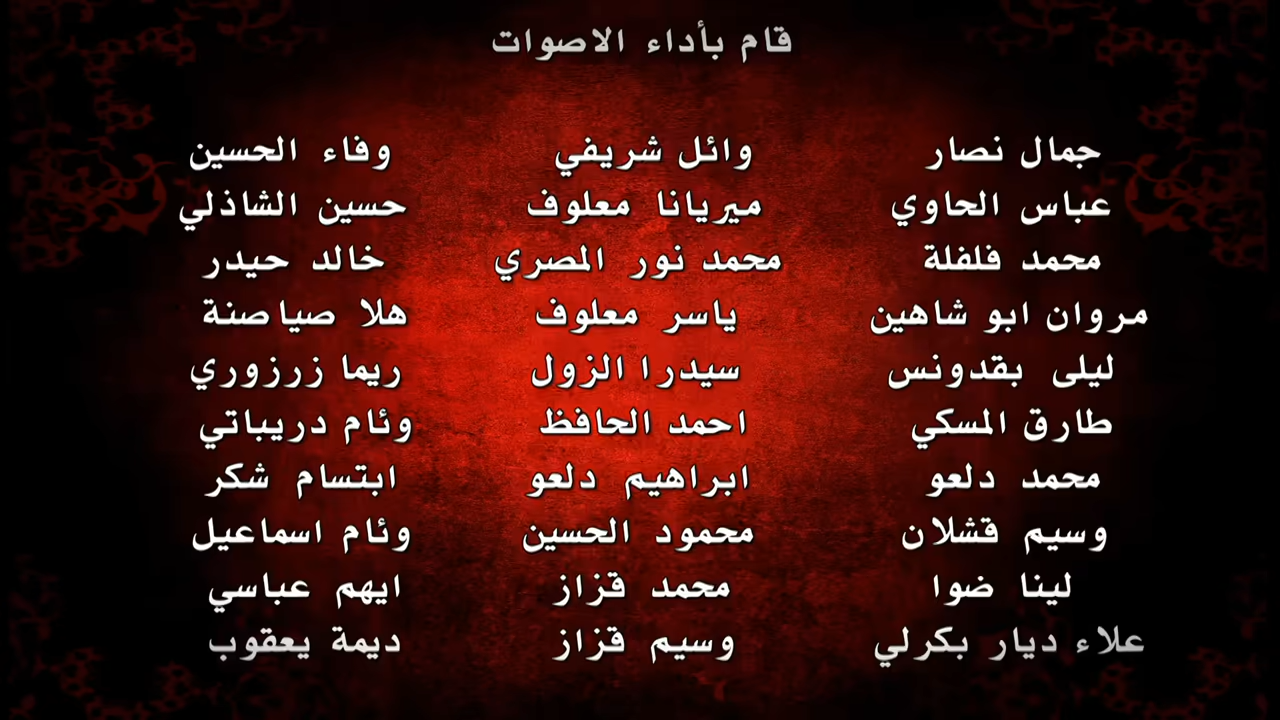 قام بأداء الاصوات
جمال نصار
عباس الحاوي
محمد فلفلة
مروان ابو شاهين
ليلى بقدونس
طارق المسكي
محمد دلعو
وسيم قشلان
لينا ضوا
علاء ديار بكرلي
وائل شريفي
ميريانا معلوف
محمد نور المصري
ياسر معلوف
سيدرا الزول
احمد الحافظ
ابراهيم دلعو
محمود الحسين
محمد قزاز
وسيم قزاز
وفاء الحسين
حسين الشاذلي
خالد حيدر
هلا صياصنة
ريما زرزوري
وئام دريباتي
ابتسام شكر
وئام اسماعيل
ايهم عباسي
ديمة يعقوب